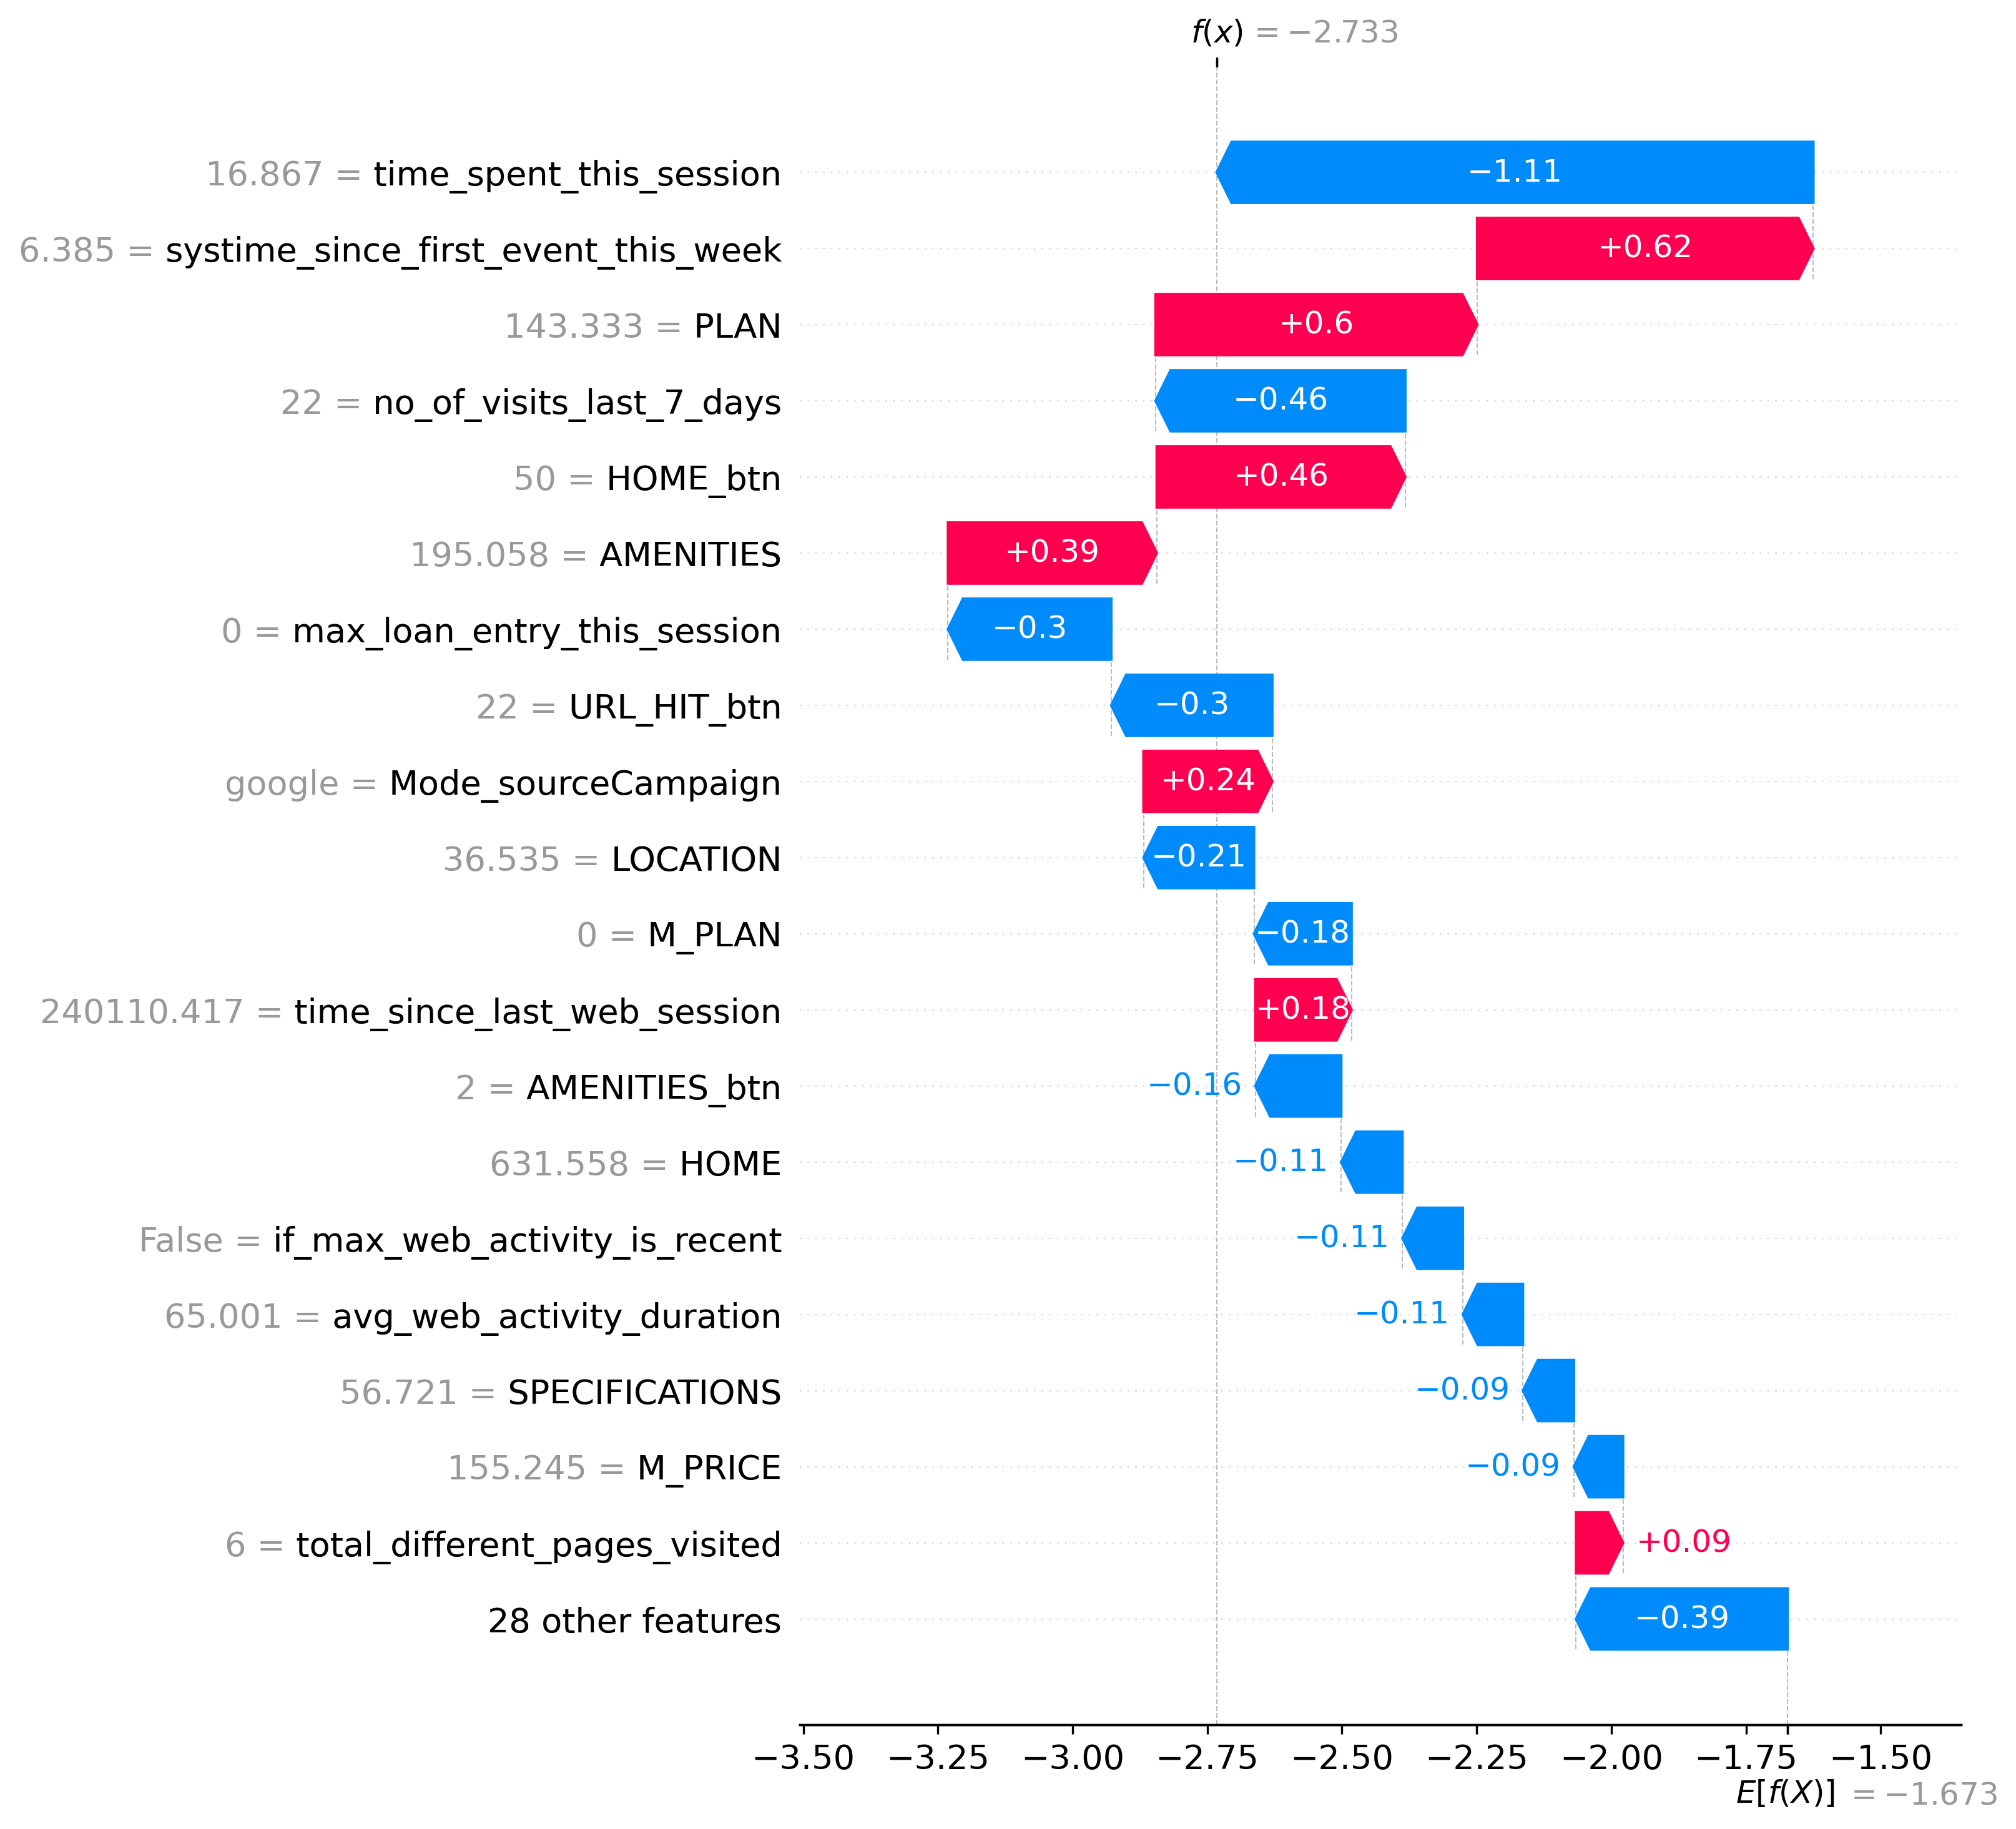 f(x) = −2.733
16.867 = time_spent_this_session −1.11
6.385 = systime_since_first_event_this_week +0.62
143.333 = PLAN +0.6
22 = no_of_visits_last_7_days −0.46
50 = HOME_btn +0.46
195.058 = AMENITIES +0.39
0 = max_loan_entry_this_session −0.3
22 = URL_HIT_btn −0.3
google = Mode_sourceCampaign +0.24
36.535 = LOCATION −0.21
0 = M_PLAN −0.18
240110.417 = time_since_last_web_session +0.18
2 = AMENITIES_btn −0.16
631.558 = HOME −0.11
False = if_max_web_activity_is_recent −0.11
65.001 = avg_web_activity_duration −0.11
56.721 = SPECIFICATIONS −0.09
155.245 = M_PRICE −0.09
6 = total_different_pages_visited +0.09
28 other features −0.39
−3.50 −3.25 −3.00 −2.75 −2.50 −2.25 −2.00 −1.75 −1.50
E[f(X)] = −1.673